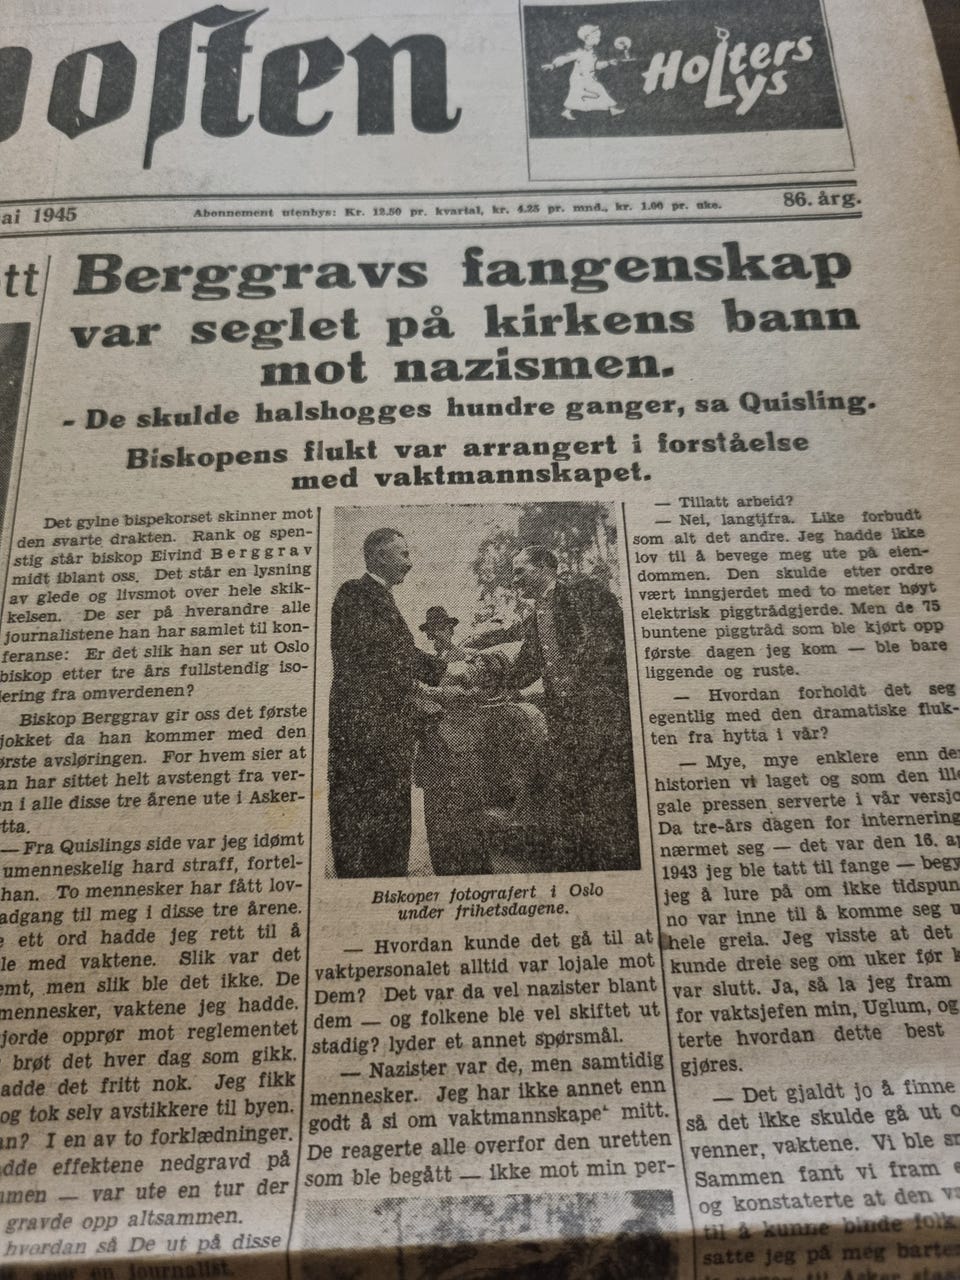 posten
Holters
Lys
ai 1945
Abonnement utenbys: Kr. 12.50 pr. kvartal, kr. 4.25 pr. mnd., kr. 1.00 pr. uke.
86. årg.
tt
Berggravs fangenskap
var seglet på kirkens bann
mot nazismen.
- De skulde halshogges hundre ganger, sa Quisling.
Biskopens flukt var arrangert i forståelse
med vaktmannskapet.
Det gylne bispekorset skinner mot
den svarte drakten. Rank og spen-
stig står biskop Eivind Berggrav
midt iblant oss. Det står en lysning
av glede og livsmot over hele skik-
kelsen. De ser på hverandre alle
journalistene han har samlet til kon-
feranse: Er det slik han ser ut Oslo
biskop etter tre års fullstendig iso-
lering fra omverdenen?
Biskop Berggrav gir oss det første
jokket da han kommer med den
ørste avsløringen. For hvem sier at
an har sittet helt avstengt fra ver-
n i alle disse tre årene ute i Asker-
tta.
— Fra Quislings side var jeg idømt
umenneskelig hard straff, fortel-
han. To mennesker har fått lov-
adgang til meg i disse tre årene.
e ett ord hadde jeg rett til å
le med vaktene. Slik var det
emt, men slik ble det ikke. De
mennesker, vaktene jeg hadde.
jorde opprør mot reglementet
brøt det hver dag som gikk.
adde det fritt nok. Jeg fikk
og tok selv avstikkere til byen.
an? I en av to forklædninger.
dde effektene nedgravd på
mmen — var ute en tur der
gravde opp altsammen.
hvordan så De ut på disse
som en journalist.
Biskoper fotografert i Oslo
under frihetsdagene.
— Hvordan kunde det gå til at
vaktpersonalet alltid var lojale mot
Dem? Det var da vel nazister blant
dem — og folkene ble vel skiftet ut
stadig? lyder et annet spørsmål.
— Nazister var de, men samtidig
mennesker. Jeg har ikke annet enn
godt å si om vaktmannskapet mitt.
De reagerte alle overfor den uretten
som ble begått — ikke mot min per-
— Tillatt arbeid?
— Nei, langtifra. Like forbudt
som alt det andre. Jeg hadde ikke
lov til å bevege meg ute på eien-
dommen. Den skulde etter ordre
vært inngjerdet med to meter høyt
elektrisk piggtrådgjerde. Men de 75
buntene piggtråd som ble kjørt opp
første dagen jeg kom — ble bare
liggende og ruste.
— Hvordan forholdt det seg
egentlig med den dramatiske fluk-
ten fra hytta i vår?
— Mye, mye enklere enn de
historien vi laget og som den ille
gale pressen serverte i vår versjo
Da tre-års dagen for internering
nærmet seg — det var den 16. ap
1943 jeg ble tatt til fange — begy
jeg å lure på om ikke tidspun
no var inne til å komme seg u
hele greia. Jeg visste at det
kunde dreie seg om uker før k
var slutt. Ja, så la jeg fram
for vaktsjefen min, Uglum, og
terte hvordan dette best
gjøres.
— Det gjaldt jo å finne
så det ikke skulde gå ut o
venner, vaktene. Vi ble sn
Sammen fant vi fram e
og konstaterte at den va
til å kunne binde folk
satte jeg på meg barten